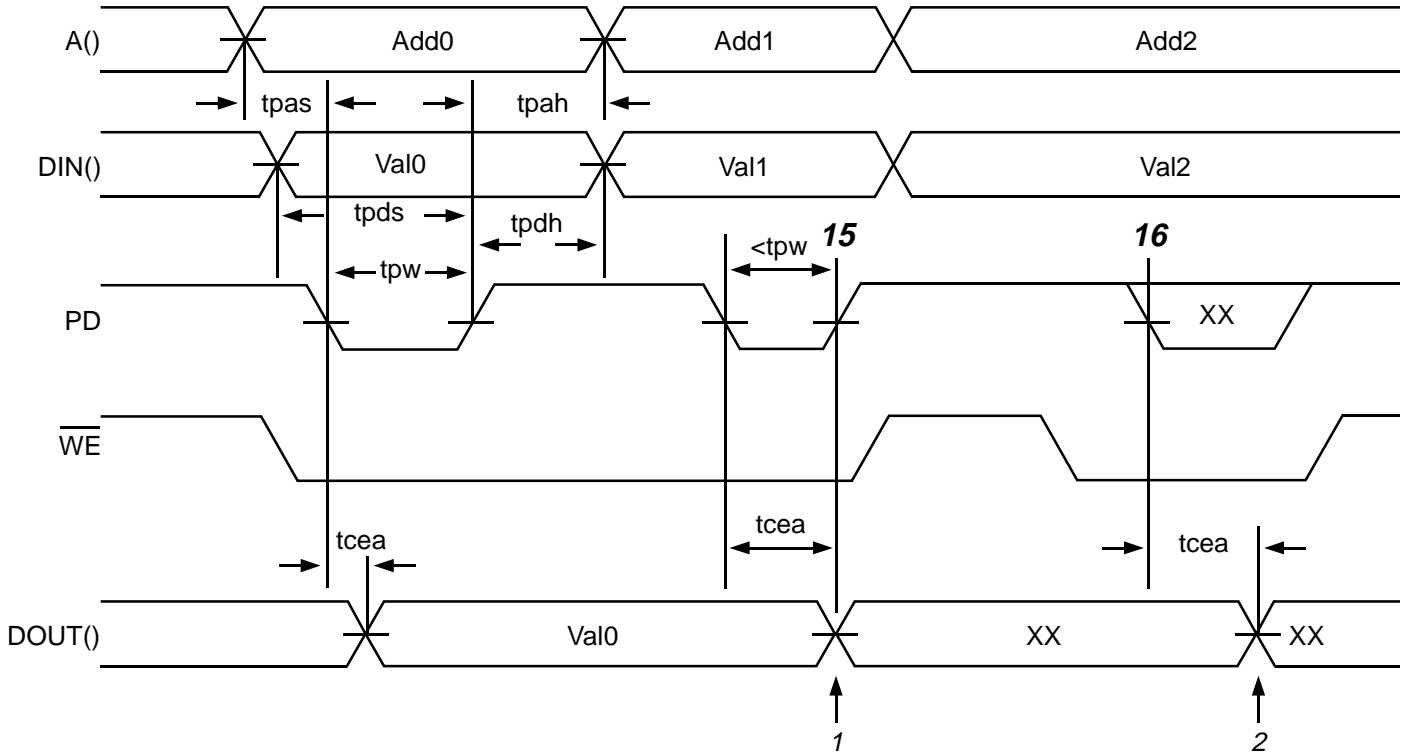 A() Add0 Add1 Add2
tpas tpah
DIN() Val0 Val1 Val2
tpds tpdh <tpw 15 16
tpw
PD XX
WE
tcea tcea tcea
DOUT() Val0 XX XX
1 2